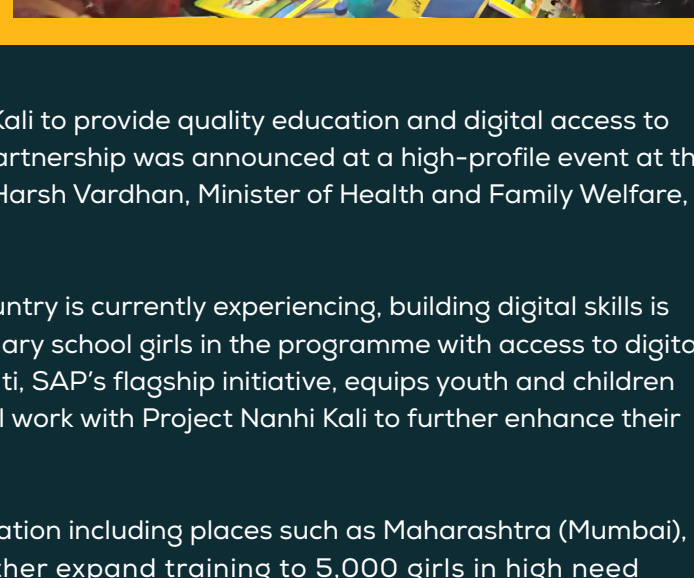 Kali to provide quality education and digital access to
artnership was announced at a high-profile event at th
Harsh Vardhan, Minister of Health and Family Welfare,
untry is currently experiencing, building digital skills is
ary school girls in the programme with access to digita
ti, SAP's flagship initiative, equips youth and children
l work with Project Nanhi Kali to further enhance their
ation including places such as Maharashtra (Mumbai),
ther expand training to 5,000 girls in high need